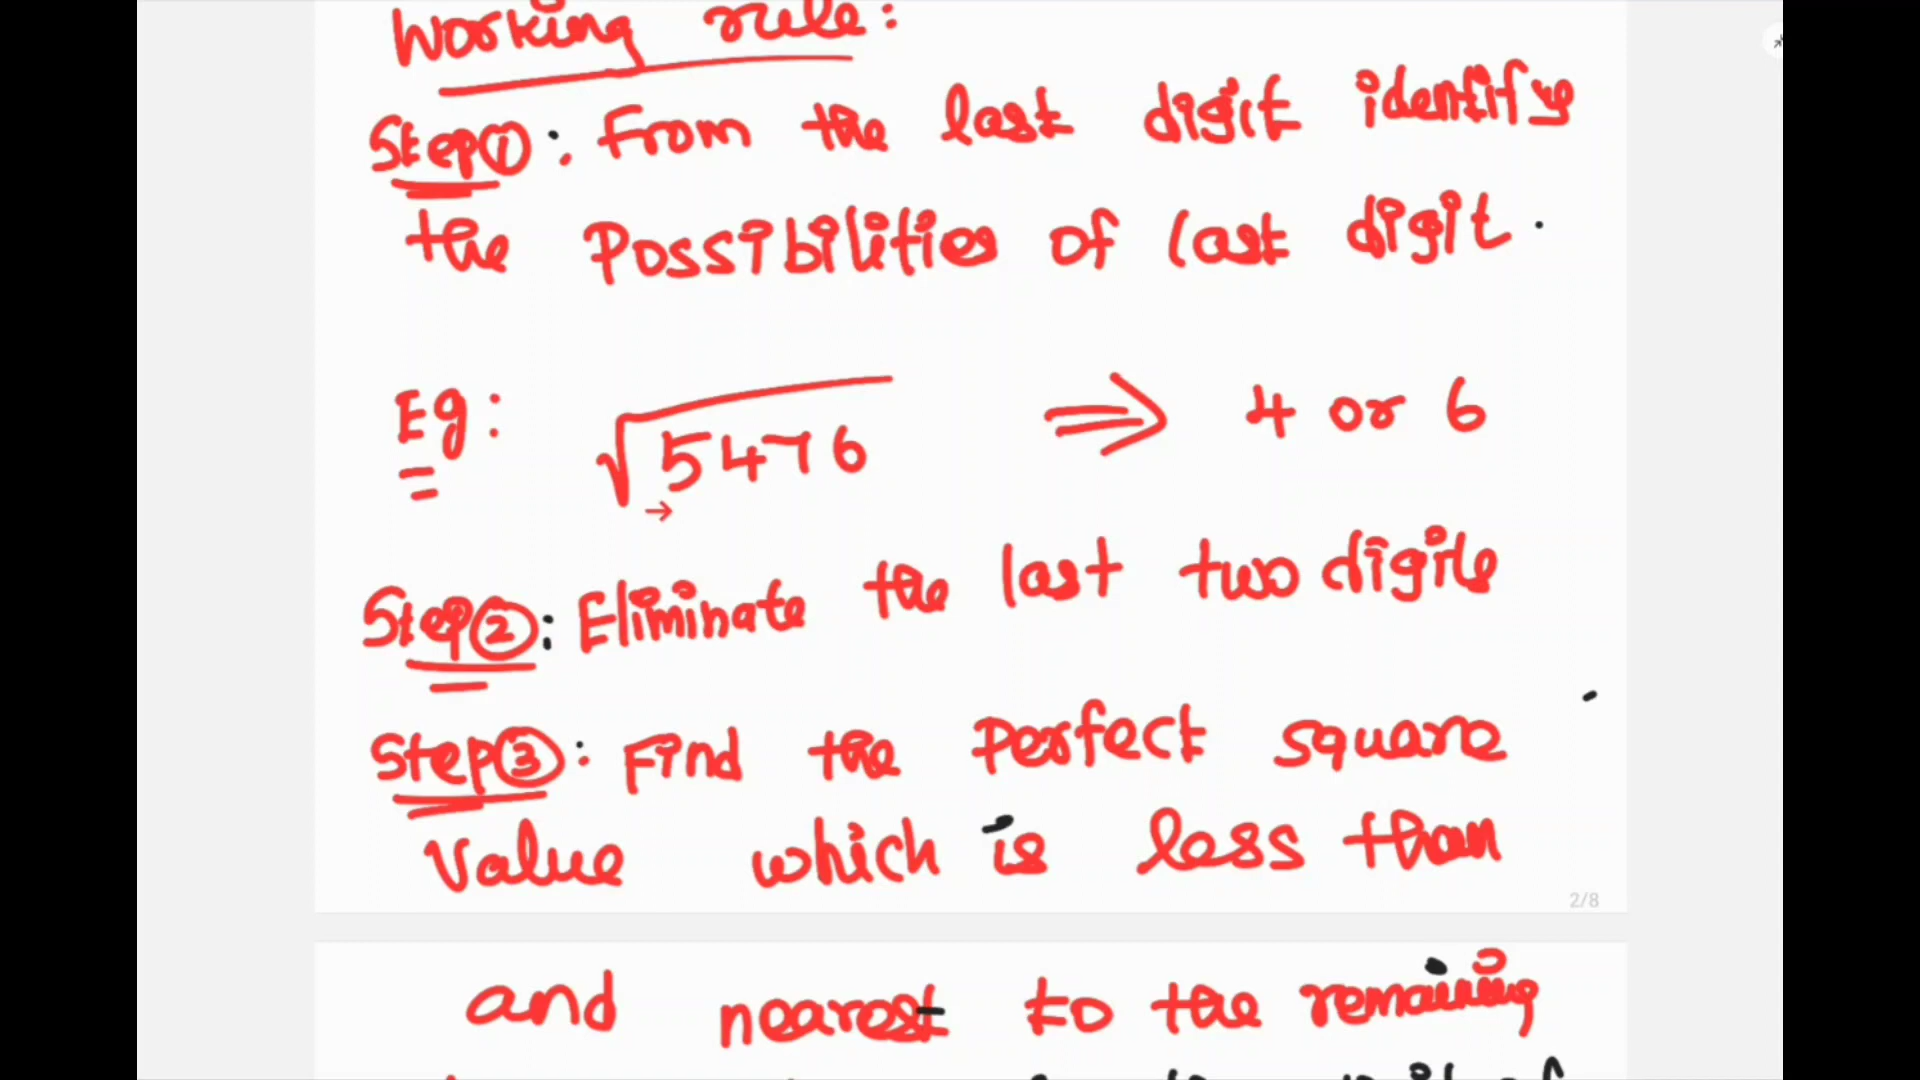 Working rule:
Step①: From the last digit identify
the Possibilities of last digit.
Eg: √5476 ⇒ 4 or 6
Step②: Eliminate the last two digits
Step③: Find the Perfect square
Value which is less than
2/8
and nearest to the remaining